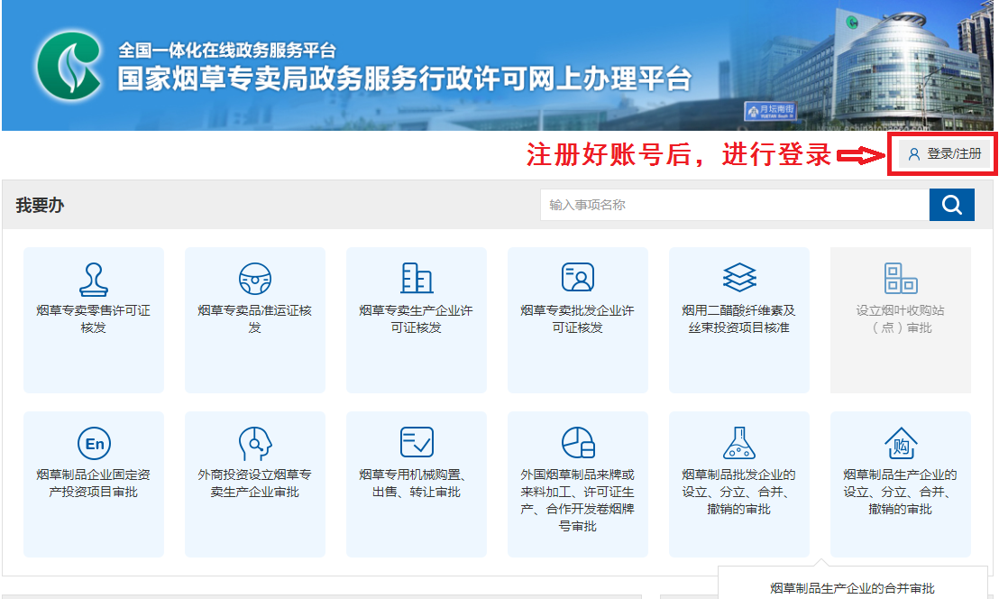 全国一体化在线政务服务平台
国家烟草专卖局政务服务行政许可网上办理平台
月坛南街
注册好账号后，进行登录
登录/注册
我要办
输入事项名称
烟草专卖零售许可证
核发
烟草专卖品准运证核
发
烟草专卖生产企业许
可证核发
烟草专卖批发企业许
可证核发
烟用二醋酸纤维素及
丝束投资项目核准
设立烟叶收购站
（点）审批
En
烟草制品企业固定资
产投资项目审批
外商投资设立烟草专
卖生产企业审批
烟草专用机械购置、
出售、转让审批
外国烟草制品来牌或
来料加工、许可证生
产、合作开发卷烟牌
号审批
烟草制品批发企业的
设立、分立、合并、
撤销的审批
购
烟草制品生产企业的
设立、分立、合并、
撤销的审批
烟草制品生产企业的合并审批